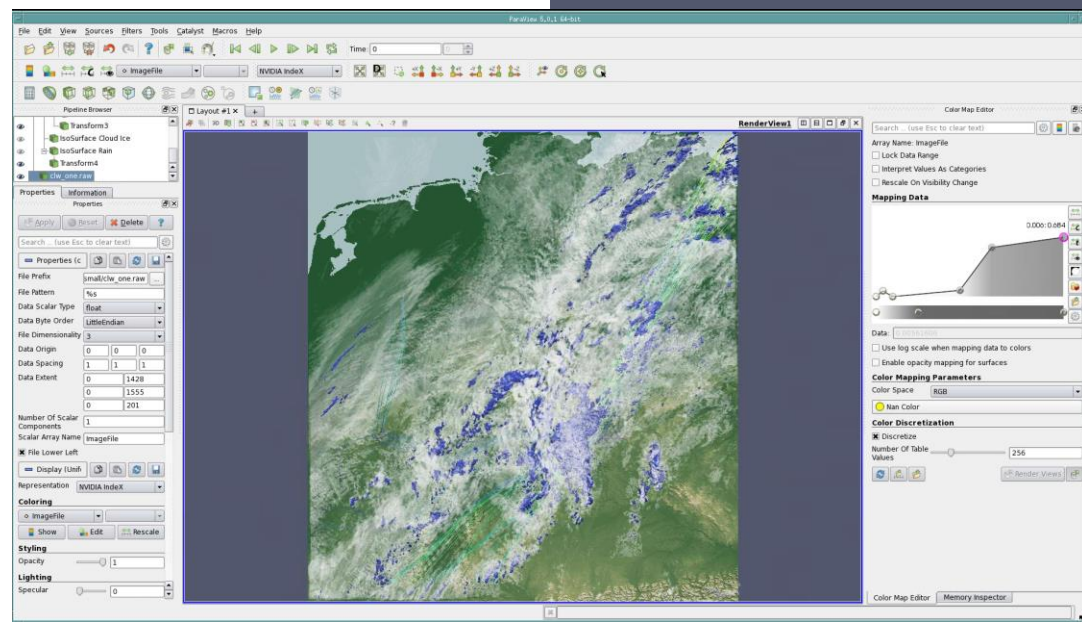 ParaView 5.0.1 64-bit
File Edit View Sources Filters Tools Catalyst Macros Help
Time: 0 0
ImageFile NVIDIA IndeX
Pipeline Browser
Transform3
IsoSurface Cloud Ice
IsoSurface Rain
Transform4
clw_one.raw
Properties Information
Properties
Apply Reset Delete ?
Search ... (use Esc to clear text)
Properties (c
File Prefix small/clw_one.raw ...
File Pattern %s
Data Scalar Type float
Data Byte Order LittleEndian
File Dimensionality 3
Data Origin 0 0 0
Data Spacing 1 1 1
Data Extent 0 1428
0 1555
0 201
Number Of Scalar
Components 1
Scalar Array Name ImageFile
File Lower Left
Display (Unif
Representation NVIDIA IndeX
Coloring
ImageFile
Show Edit Rescale
Styling
Opacity 1
Lighting
Specular 0
Layout #1 × +
3D
RenderView1
Color Map Editor
Search ... (use Esc to clear text)
Array Name: ImageFile
Lock Data Range
Interpret Values As Categories
Rescale On Visibility Change
Mapping Data
Data:
Use log scale when mapping data to colors
Enable opacity mapping for surfaces
Color Mapping Parameters
Color Space RGB
Nan Color
Color Discretization
Discretize
Number Of Table
Values 256
Render Views
Color Map Editor Memory Inspector